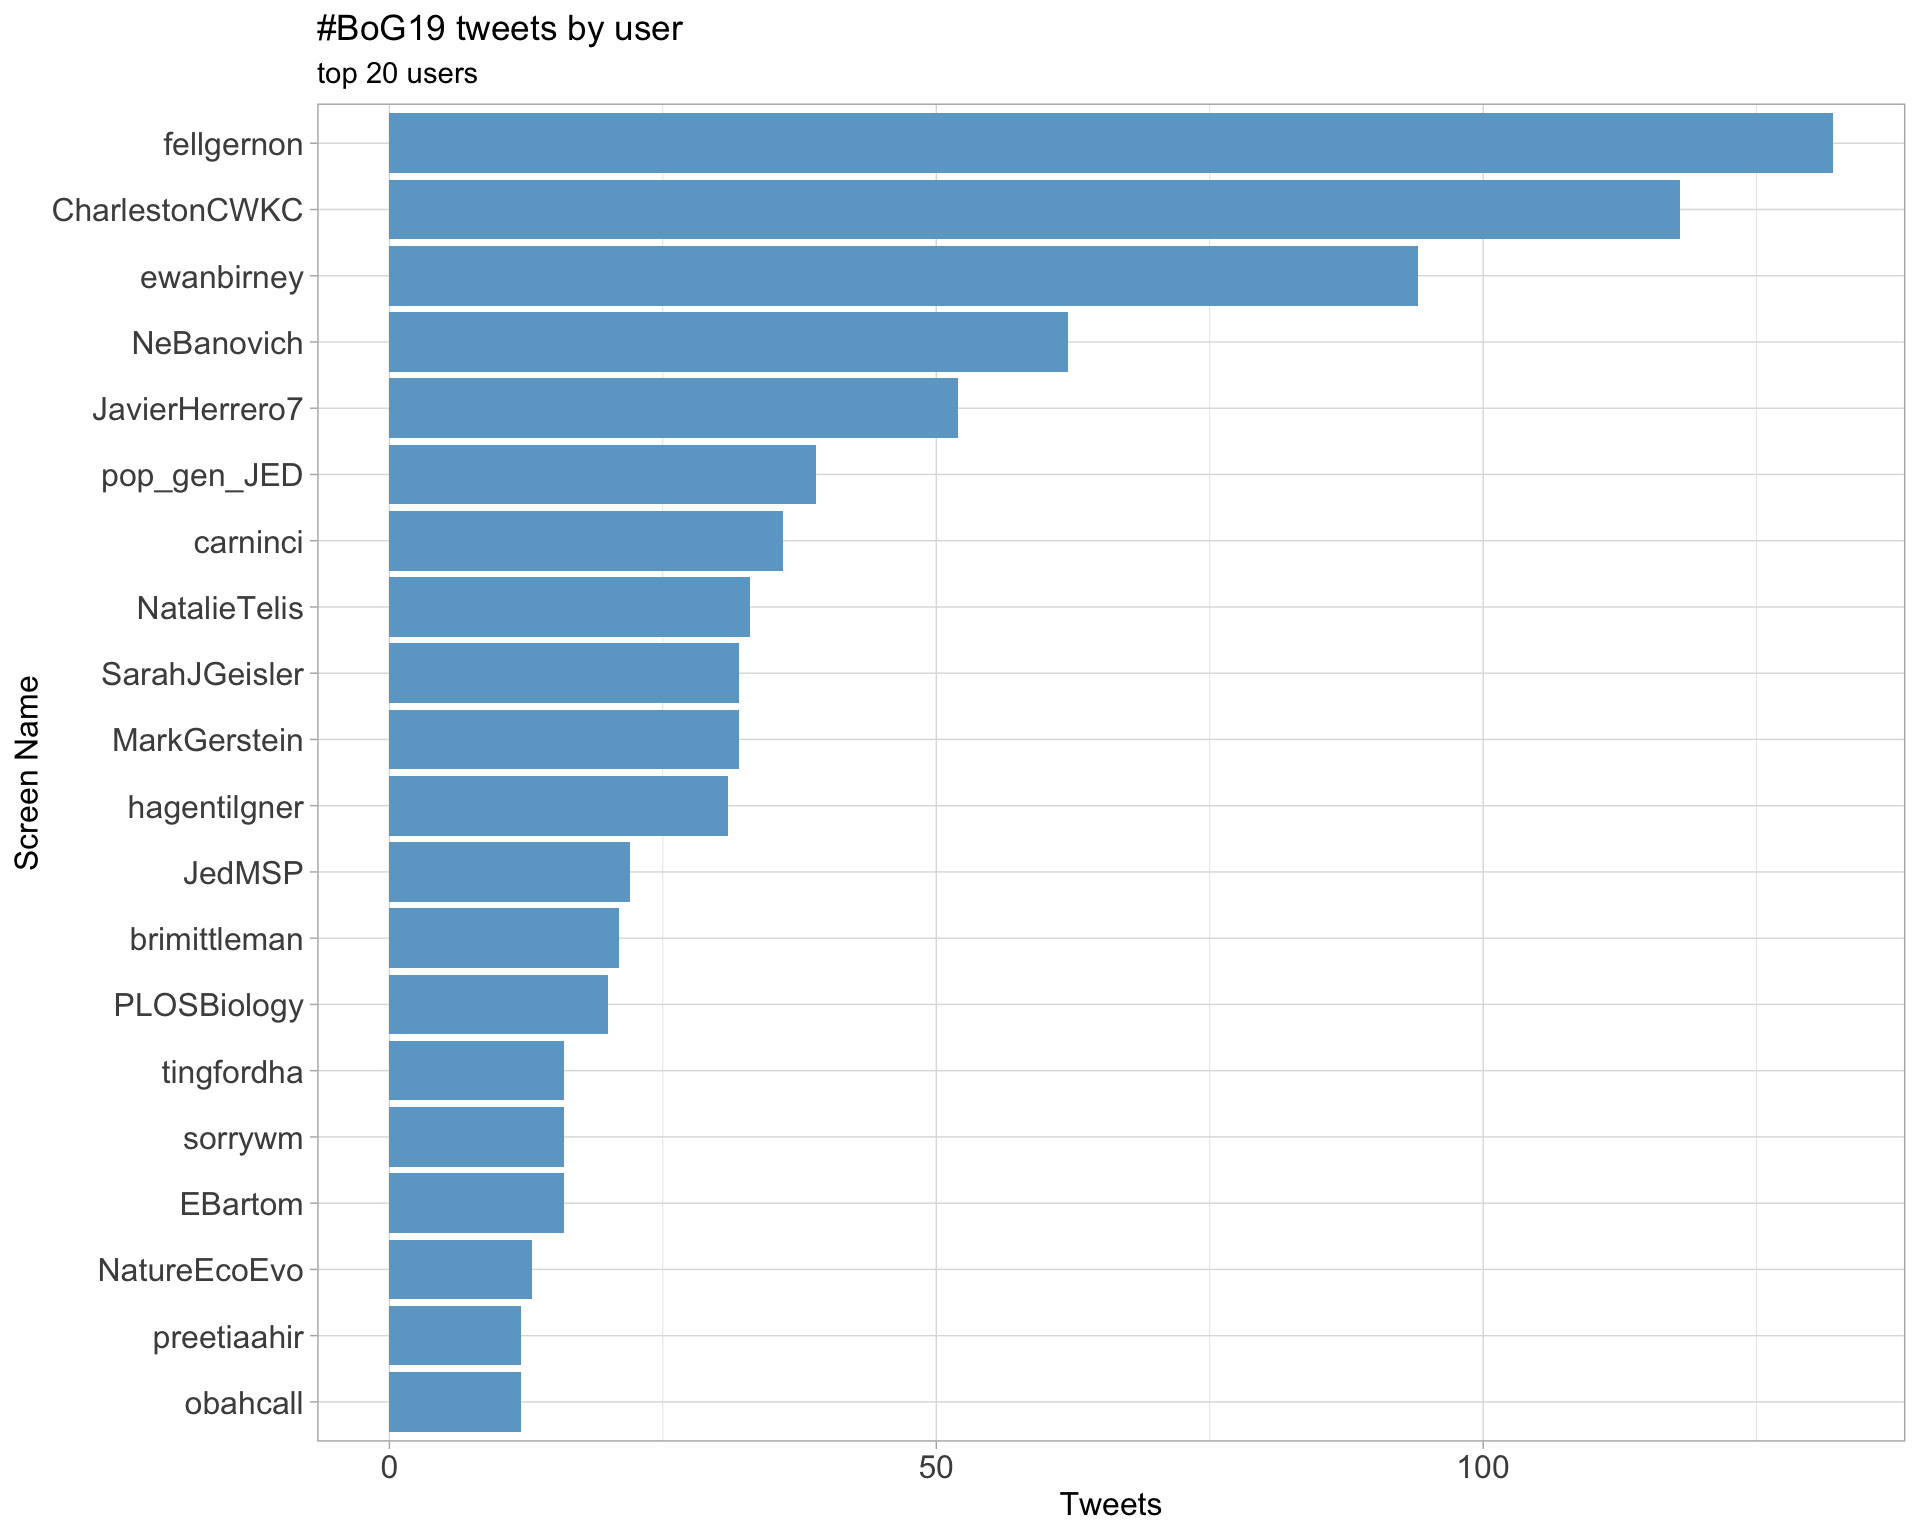 #BoG19 tweets by user
top 20 users
Screen Name
fellgernon
CharlestonCWKC
ewanbirney
NeBanovich
JavierHerrero7
pop_gen_JED
carninci
NatalieTelis
SarahJGeisler
MarkGerstein
hagentilgner
JedMSP
brimittleman
PLOSBiology
tingfordha
sorrywm
EBartom
NatureEcoEvo
preetiaahir
obahcall
0 50 100
Tweets